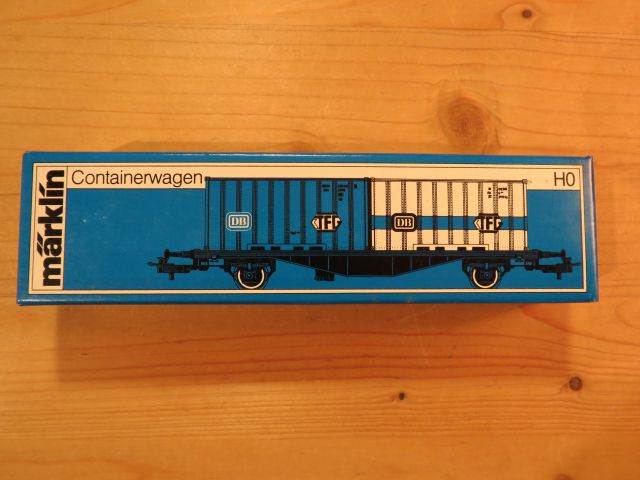 märklin
Containerwagen
H0
DB
TFG
DB
TFG